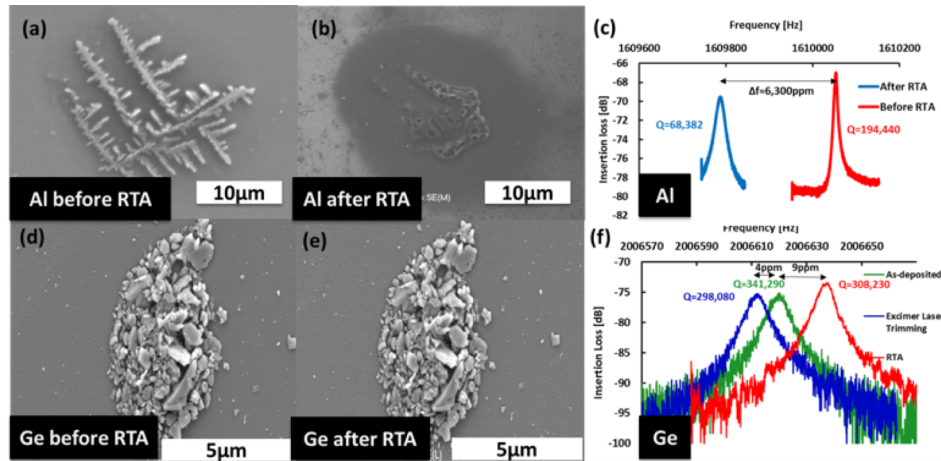 (a)
Al before RTA
10µm
(b)
k SE(M)
Al after RTA
10µm
(c)
Frequency [Hz]
1609600 1609800 1610000 1610200
Insertion loss [dB]
-66
-68
-70
-72
-74
-76
-78
-80
-82
Δf=6,300ppm
After RTA
Before RTA
Q=68,382
Q=194,440
Al
(d)
Ge before RTA
5µm
(e)
Ge after RTA
5µm
(L)
(f)
Frequency [Hz]
2006570 2006590 2006610 2006630 2006650
Insertion Loss [dB]
-70
-75
-80
-85
-90
-95
-100
4ppm
9ppm
As-deposited
Q=341,290
Q=308,230
Q=298,080
Excimer Laser
Trimming
RTA
Ge